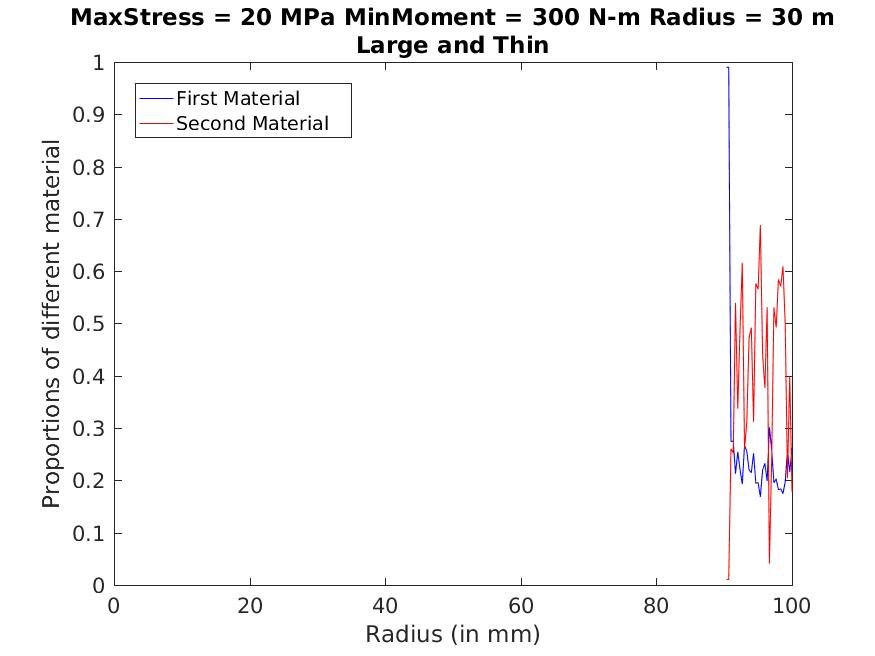 MaxStress = 20 MPa MinMoment = 300 N-m Radius = 30 m
Large and Thin
1
First Material
0.9
Second Material
0.8
0.7
0.6
0.5
0.4
0.3
0.2
0.1
0
Proportions of different material
0 20 40 60 80 100
Radius (in mm)